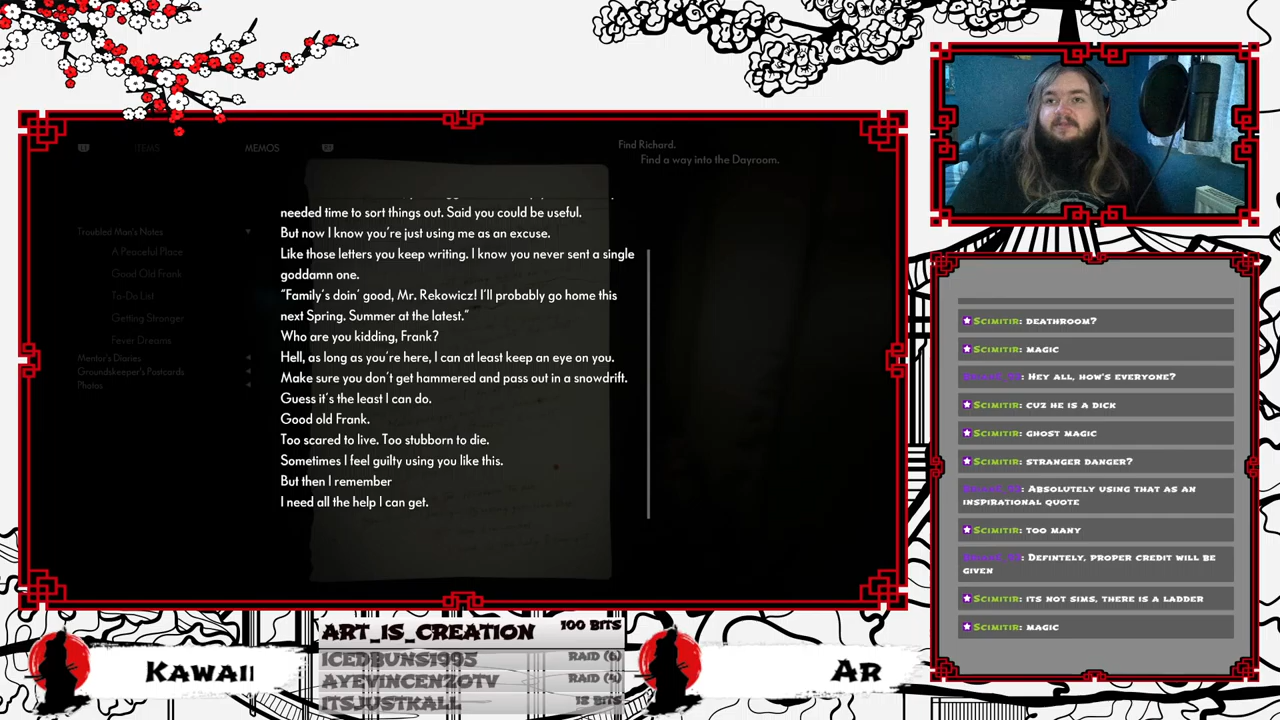 ITEMS
MEMOS
Find Richard.
Find a way into the Dayroom.
Troubled Man's Notes
A Peaceful Place
Good Old Frank
To-Do List
Getting Stranger
Fever Dreams
Mentor's Diaries
Groundskeeper's Postcards
Photos
needed time to sort things out. Said you could be useful.
But now I know you're just using me as an excuse.
Like those letters you keep writing. I know you never sent a single
goddamn one.
"Family's doin' good, Mr. Rekowicz! I'll probably go home this
next Spring. Summer at the latest."
Who are you kidding, Frank?
Hell, as long as you're here, I can at least keep an eye on you.
Make sure you don't get hammered and pass out in a snowdrift.
Guess it's the least I can do.
Good old Frank.
Too scared to live. Too stubborn to die.
Sometimes I feel guilty using you like this.
But then I remember
I need all the help I can get.
Scimitir: deathroom?
Scimitir: magic
: Hey all, how's everyone?
Scimitir: cuz he is a dick
Scimitir: ghost magic
Scimitir: stranger danger?
: Absolutely using that as an
inspirational quote
Scimitir: too many
: Defintely, proper credit will be
given
Scimitir: its not sims, there is a ladder
Scimitir: magic
Kawaii
art_is_creation 100 bits
icedbuns1995 raid (6)
ayevincenzotv raid (4)
itsjustkall 18 bits
Ar